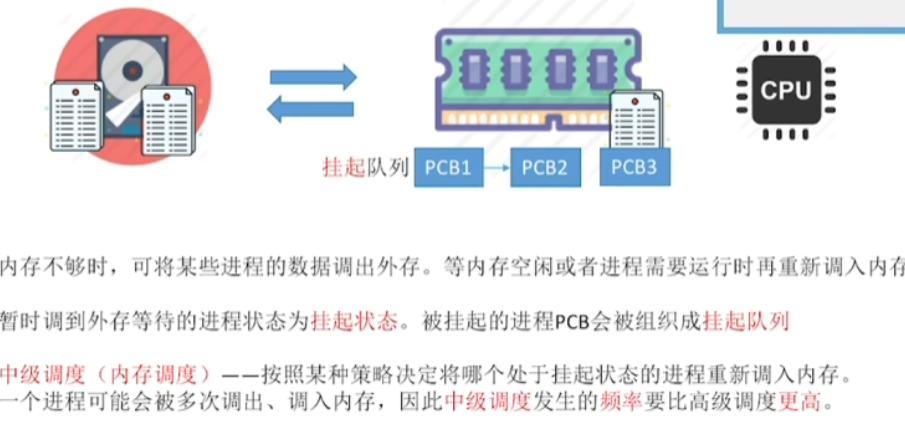 CPU
挂起队列 PCB1 PCB2 PCB3
内存不够时，可将某些进程的数据调出外存。等内存空闲或者进程需要运行时再重新调入内存
暂时调到外存等待的进程状态为挂起状态。被挂起的进程PCB会被组织成挂起队列
中级调度（内存调度）——按照某种策略决定将哪个处于挂起状态的进程重新调入内存。
一个进程可能会被多次调出、调入内存，因此中级调度发生的频率要比高级调度更高。